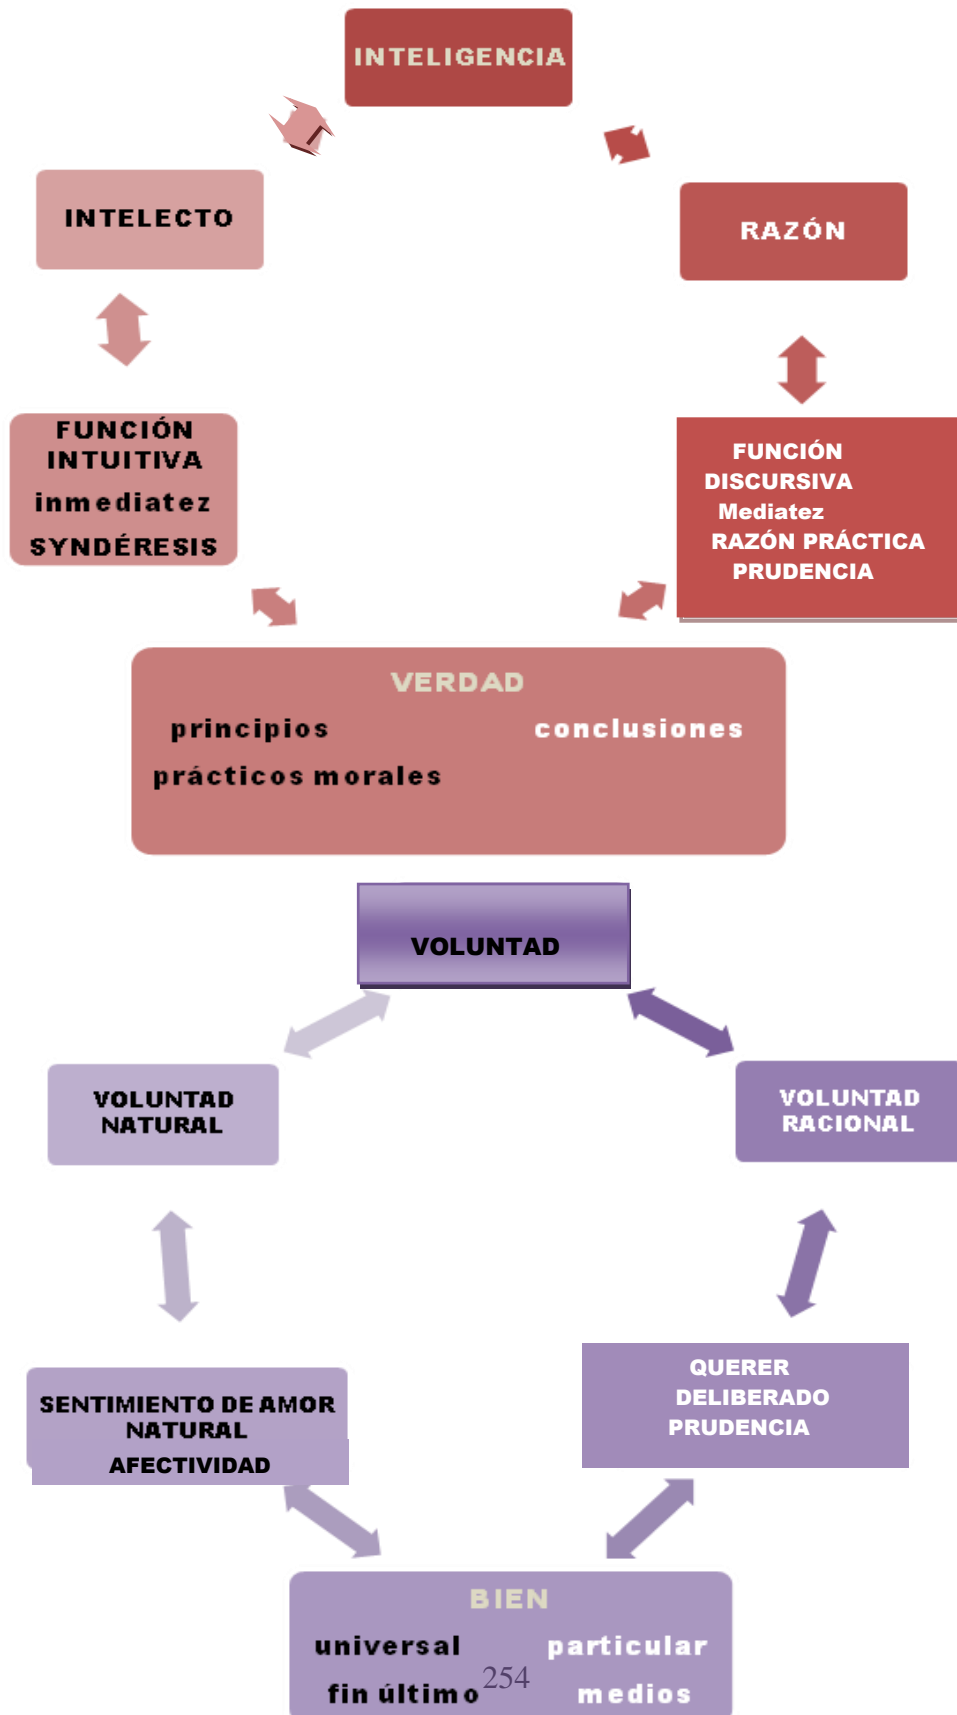 INTELIGENCIA
INTELECTO
RAZÓN
FUNCIÓN
INTUITIVA
inmediatez
SYNDÉRESIS
FUNCIÓN
DISCURSIVA
Mediatez
RAZÓN PRÁCTICA
PRUDENCIA
VERDAD
principios conclusiones
prácticos morales
VOLUNTAD
VOLUNTAD
NATURAL
VOLUNTAD
RACIONAL
SENTIMIENTO DE AMOR
NATURAL
AFECTIVIDAD
QUERER
DELIBERADO
PRUDENCIA
BIEN
universal particular
fin último medios
254